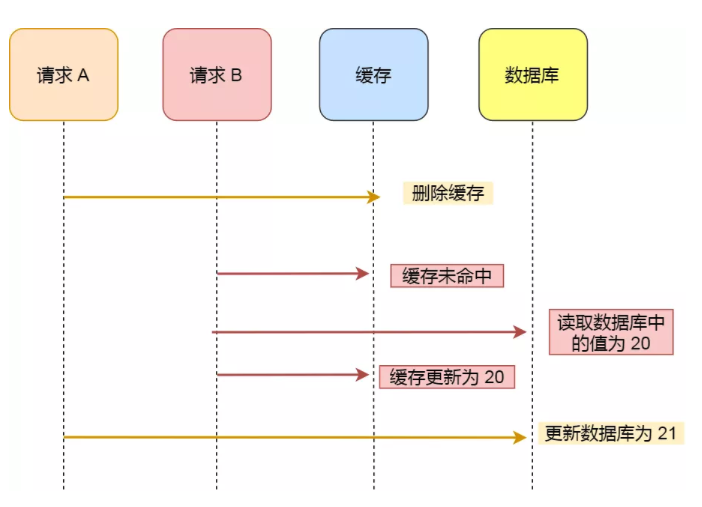 请求 A
请求 B
缓存
数据库
删除缓存
缓存未命中
读取数据库中
的值为 20
缓存更新为 20
更新数据库为 21